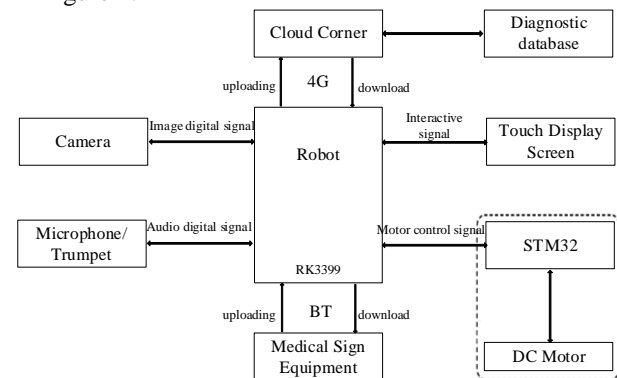 Cloud Corner
Diagnostic
database
uploading
4G
download
Camera
Image digital signal
Robot
Interactive
signal
Touch Display
Screen
Microphone/
Trumpet
Audio digital signal
Motor control signal
STM32
RK3399
uploading
BT
download
Medical Sign
Equipment
DC Motor